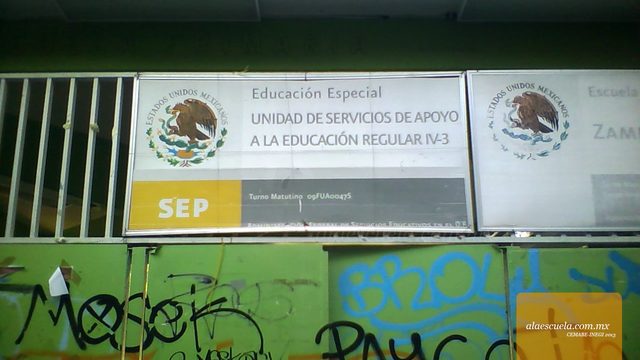 ESTADOS UNIDOS MEXICANOS
Educación Especial
UNIDAD DE SERVICIOS DE APOYO
A LA EDUCACIÓN REGULAR IV-3
SEP
Turno Matutino 09FUA0047S
ESTADOS UNIDOS MEXICANOS
Escuela
ZAM
alaescuela.com.mx
CEMABE-INEGI 2013